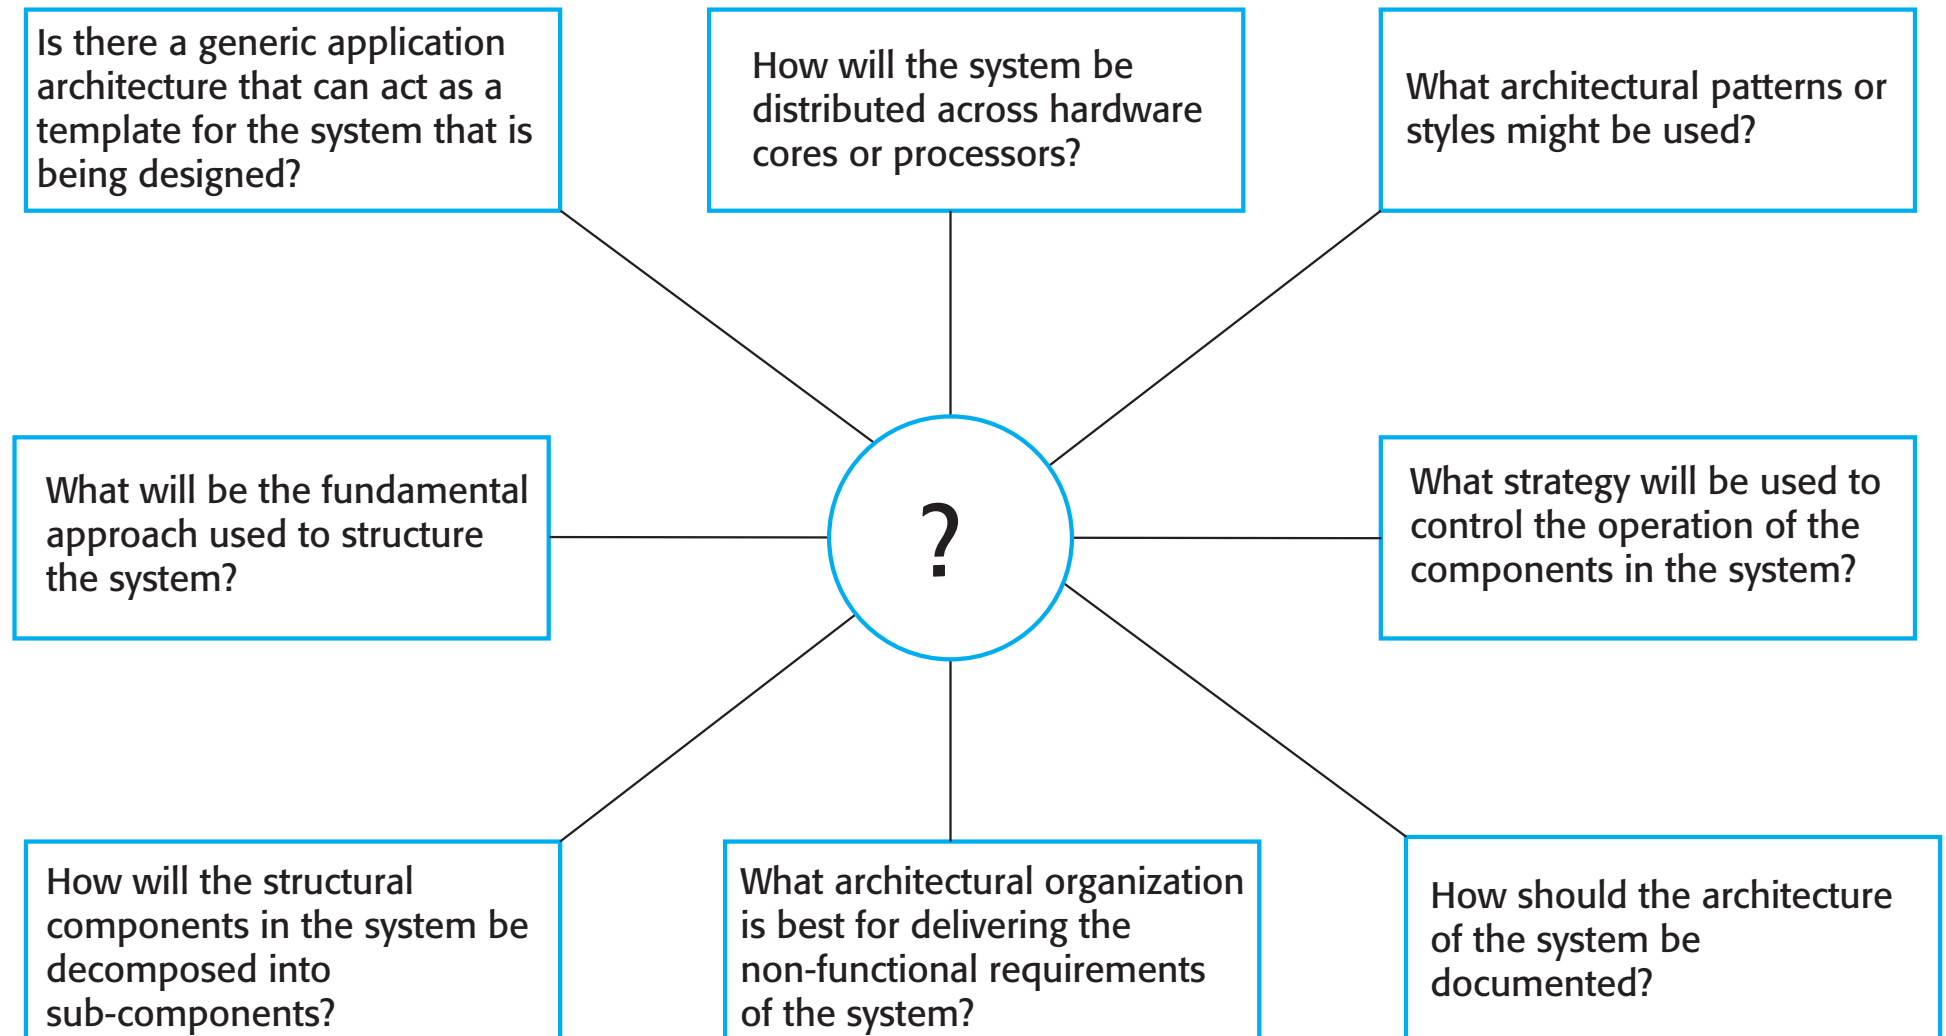 Is there a generic application
architecture that can act as a
template for the system that is
being designed?
How will the system be
distributed across hardware
cores or processors?
What architectural patterns or
styles might be used?
What will be the fundamental
approach used to structure
the system?
?
What strategy will be used to
control the operation of the
components in the system?
How will the structural
components in the system be
decomposed into
sub-components?
What architectural organization
is best for delivering the
non-functional requirements
of the system?
How should the architecture
of the system be
documented?